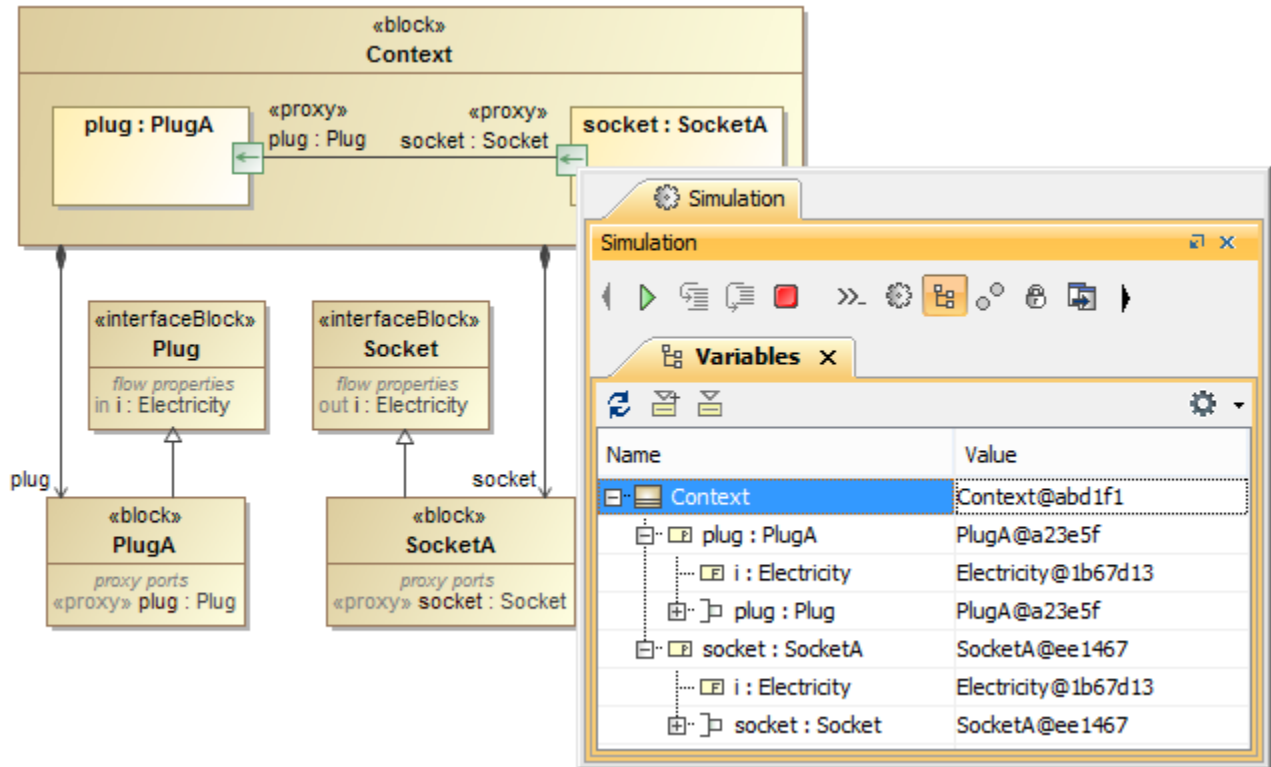 «block»
Context
plug : PlugA
«proxy»
plug : Plug
«proxy»
socket : Socket
socket : SocketA
«interfaceBlock»
Plug
flow properties
in i : Electricity
«interfaceBlock»
Socket
flow properties
out i : Electricity
plug
socket
«block»
PlugA
proxy ports
«proxy» plug : Plug
«block»
SocketA
proxy ports
«proxy» socket : Socket
Simulation
Simulation
Variables
Name Value
Context Context@abd1f1
plug : PlugA PlugA@a23e5f
i : Electricity Electricity@1b67d13
plug : Plug PlugA@a23e5f
socket : SocketA SocketA@ee1467
i : Electricity Electricity@1b67d13
socket : Socket SocketA@ee1467